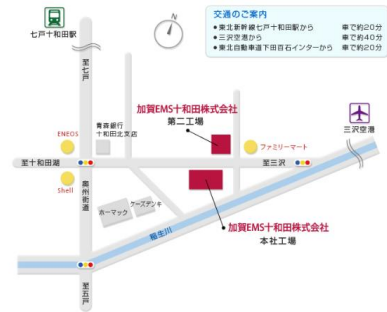 七戸十和田駅
N
交通のご案内
●東北新幹線七戸十和田駅から 車で約20分
●三沢空港から 車で約40分
●東北自動車道下田百石インターから 車で約20分
至七戸
青森銀行
十和田北支店
加賀EMS十和田株式会社
第二工場
三沢空港
ENEOS
ファミリーマート
至十和田湖
至三沢
Shell
奥州街道
ホーマック
ケーズデンキ
稲生川
加賀EMS十和田株式会社
本社工場
至五戸